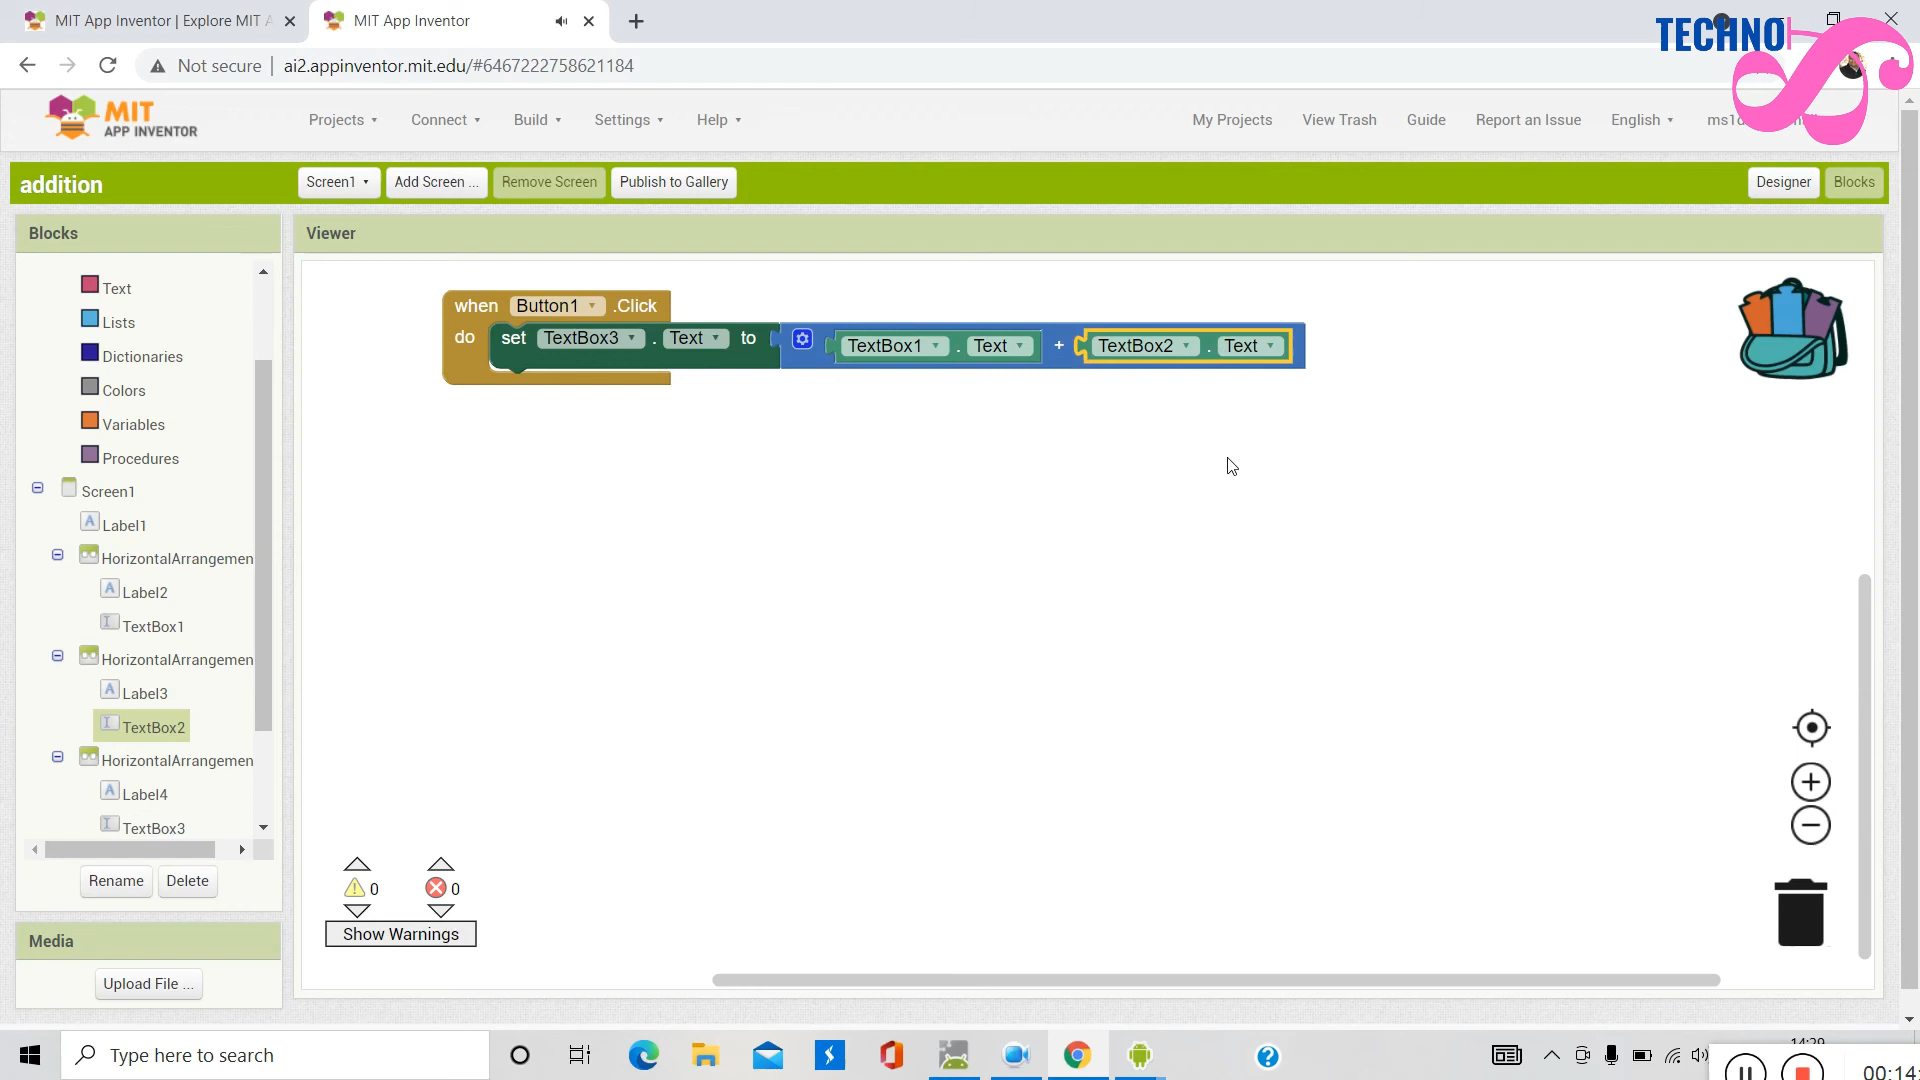 MIT App Inventor | Explore MIT A
MIT App Inventor
TECHNO
Not secure | ai2.appinventor.mit.edu/#6467222758621184
MIT
APP INVENTOR
Projects
Connect
Build
Settings
Help
My Projects
View Trash
Guide
Report an Issue
English
addition
Screen1
Add Screen ...
Remove Screen
Publish to Gallery
Designer
Blocks
Blocks
Viewer
Text
Lists
Dictionaries
Colors
Variables
Procedures
Screen1
Label1
HorizontalArrangemen
Label2
TextBox1
HorizontalArrangemen
Label3
TextBox2
HorizontalArrangemen
Label4
TextBox3
Rename
Delete
Media
Upload File ...
when Button1 .Click
do set TextBox3 . Text to TextBox1 . Text + TextBox2 . Text
0
0
Show Warnings
Type here to search
00:14: